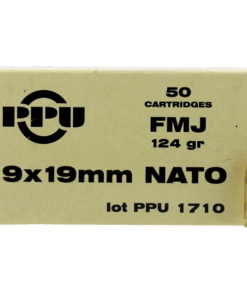 PPU
50
CARTRIDGES
FMJ
124 gr
9x19mm NATO
lot PPU 1710